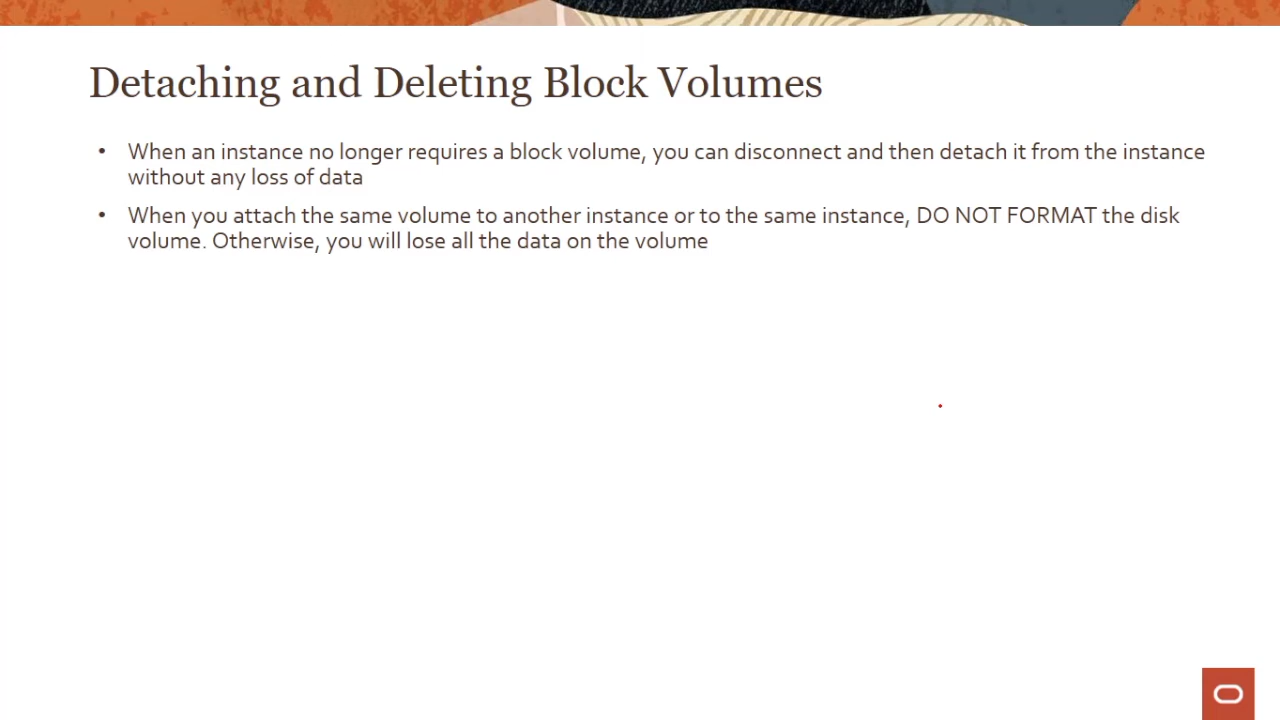 Detaching and Deleting Block Volumes
• When an instance no longer requires a block volume, you can disconnect and then detach it from the instance
without any loss of data
• When you attach the same volume to another instance or to the same instance, DO NOT FORMAT the disk
volume. Otherwise, you will lose all the data on the volume